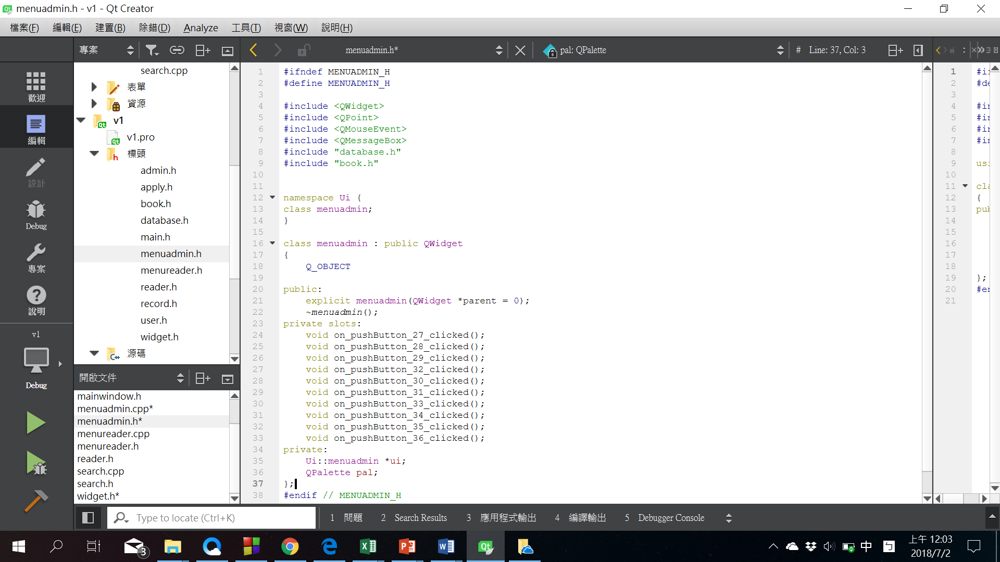 menuadmin.h - v1 - Qt Creator
檔案(F) 編輯(E) 建置(B) 除錯(D) Analyze 工具(T) 視窗(W) 說明(H)
專案
menuadmin.h*
pal: QPalette
# Line: 37, Col: 3
歡迎
編輯
設計
Debug
專案
說明
v1
Debug
search.cpp
表單
資源
v1
v1.pro
標頭
admin.h
apply.h
book.h
database.h
main.h
menuadmin.h
menureader.h
reader.h
record.h
user.h
widget.h
源碼
開啟文件
mainwindow.h
menuadmin.cpp*
menuadmin.h*
menureader.cpp
menureader.h
reader.h
search.cpp
search.h
widget.h*
1 #ifndef MENUADMIN_H
2 #define MENUADMIN_H
3
4 #include <QWidget>
5 #include <QPoint>
6 #include <QMouseEvent>
7 #include <QMessageBox>
8 #include "database.h"
9 #include "book.h"
10
11
12 namespace Ui {
13 class menuadmin;
14 }
15
16 class menuadmin : public QWidget
17 {
18 Q_OBJECT
19
20 public:
21 explicit menuadmin(QWidget *parent = 0);
22 ~menuadmin();
23 private slots:
24 void on_pushButton_27_clicked();
25 void on_pushButton_28_clicked();
26 void on_pushButton_29_clicked();
27 void on_pushButton_32_clicked();
28 void on_pushButton_30_clicked();
29 void on_pushButton_31_clicked();
30 void on_pushButton_33_clicked();
31 void on_pushButton_34_clicked();
32 void on_pushButton_35_clicked();
33 void on_pushButton_36_clicked();
34 private:
35 Ui::menuadmin *ui;
36 QPalette pal;
37 };
38 #endif // MENUADMIN_H
1
2
3
4
5
6
7
8
9
10
11
12 {
13
14
15
16
17
18
19 };
20
21
Type to locate (Ctrl+K)
1 問題 2 Search Results 3 應用程式輸出 4 編譯輸出 5 Debugger Console
3
中
ㄅ
上午 12:03
2018/7/2